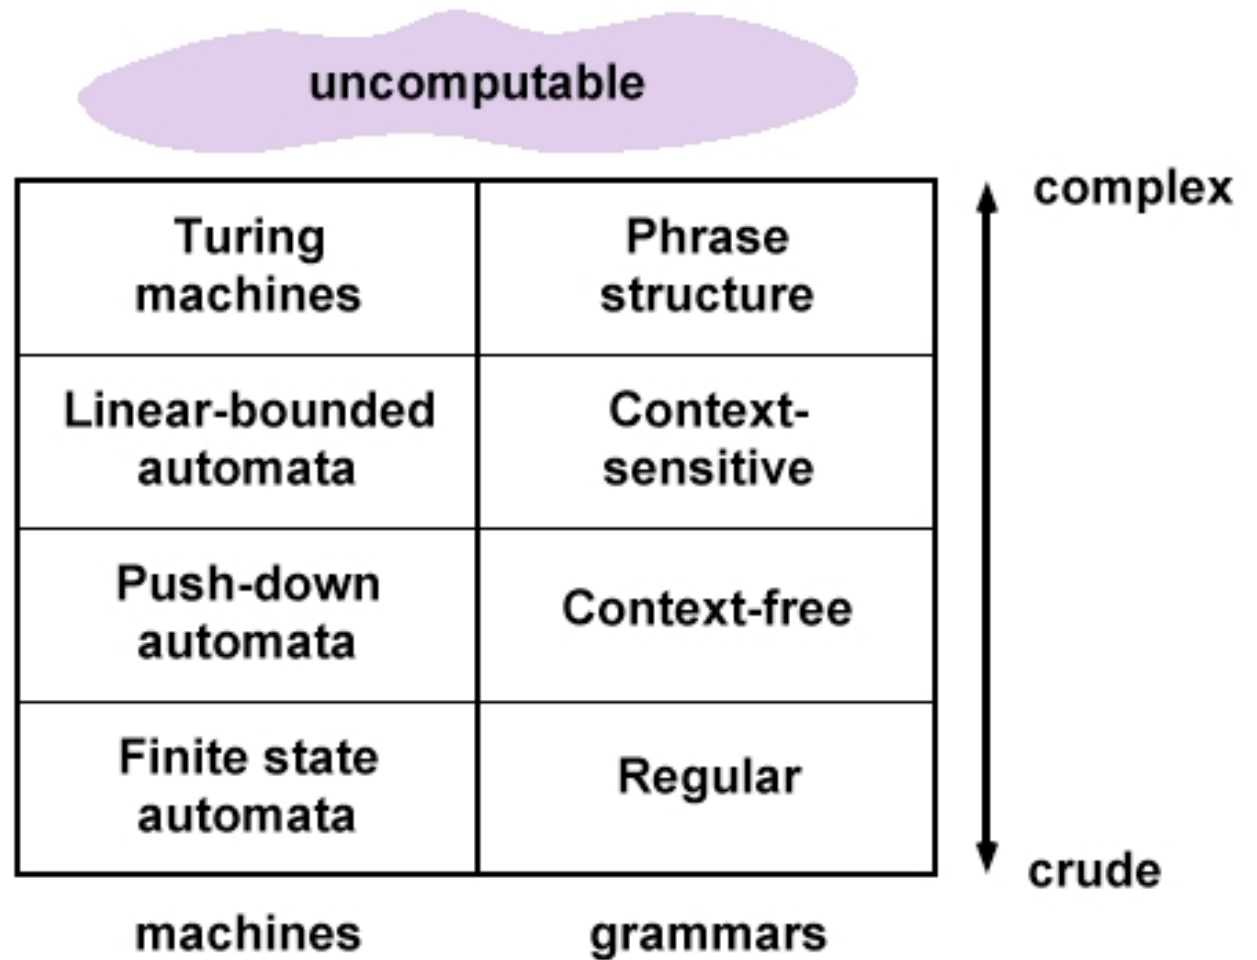 uncomputable
complex
Turing
machines
Phrase
structure
Linear-bounded
automata
Context-
sensitive
Push-down
automata
Context-free
Finite state
automata
Regular
crude
machines
grammars